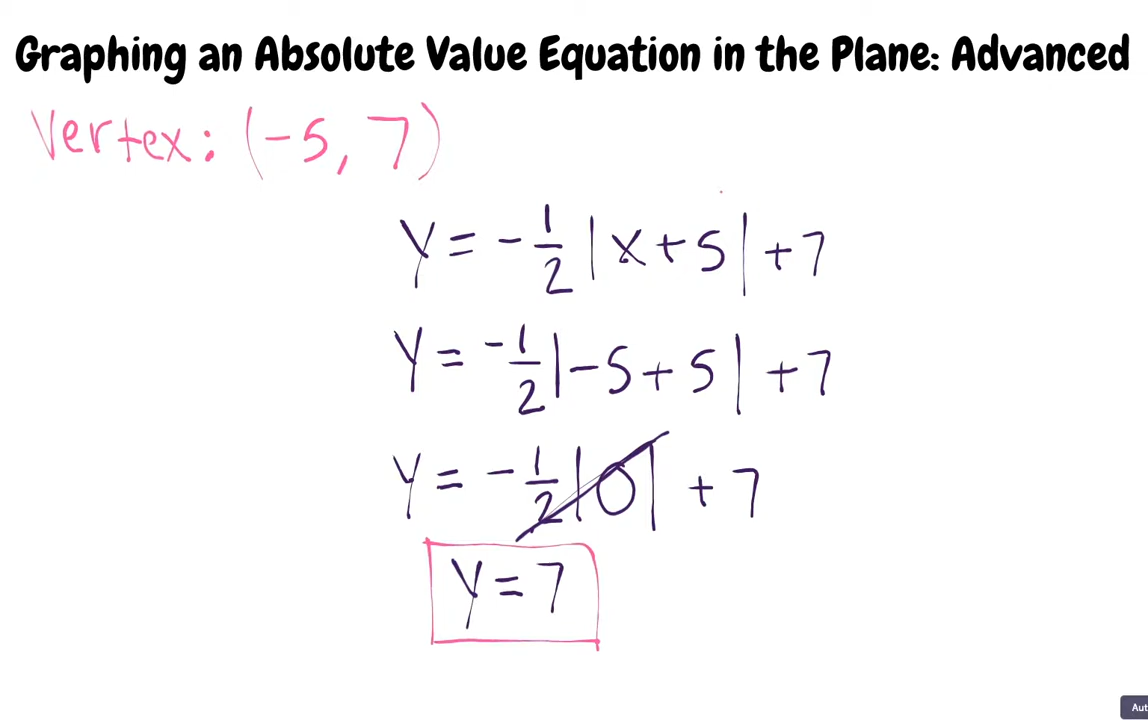 Graphing an Absolute Value Equation in the Plane: Advanced
Vertex: (-5, 7)
Y = -1/2 |x+5| +7
Y = -1/2 |-5+5| +7
Y = -1/2 |0| + 7
Y = 7
Aut